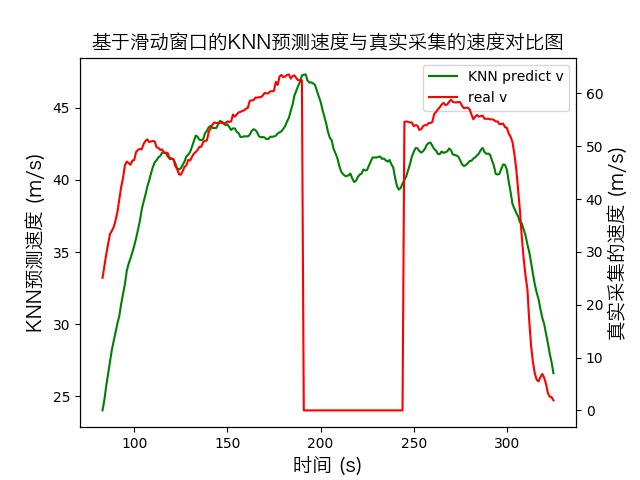 基于滑动窗口的KNN预测速度与真实采集的速度对比图
KNN predict v
real v
KNN预测速度 (m/s)
45
40
35
30
25
60
50
40
30
20
10
0
真实采集的速度 (m/s)
100 150 200 250 300
时间 (s)